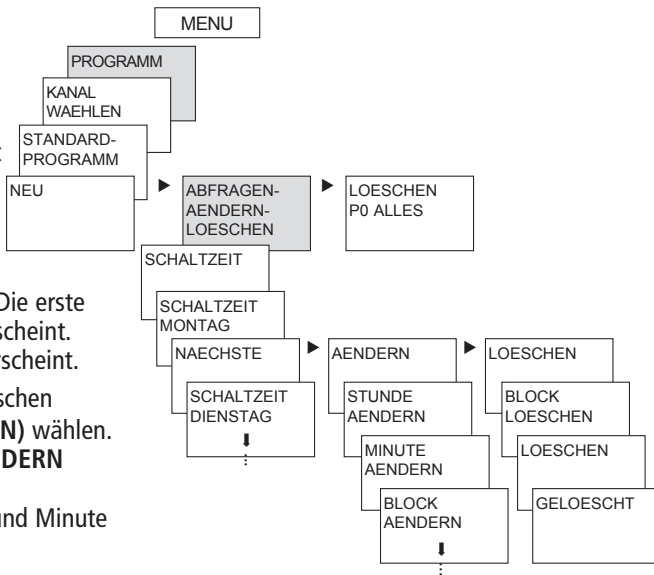 MENU
PROGRAMM
KANAL
WAEHLEN
STANDARD-
PROGRAMM
NEU
ABFRAGEN-
AENDERN-
LOESCHEN
LOESCHEN
P0 ALLES
SCHALTZEIT
SCHALTZEIT
MONTAG
NAECHSTE
SCHALTZEIT
DIENSTAG
AENDERN
STUNDE
AENDERN
MINUTE
AENDERN
BLOCK
AENDERN
LOESCHEN
BLOCK
LOESCHEN
LOESCHEN
GELOESCHT
Die erste
scheint.
scheint.
schen
N) wählen.
DERN
und Minute